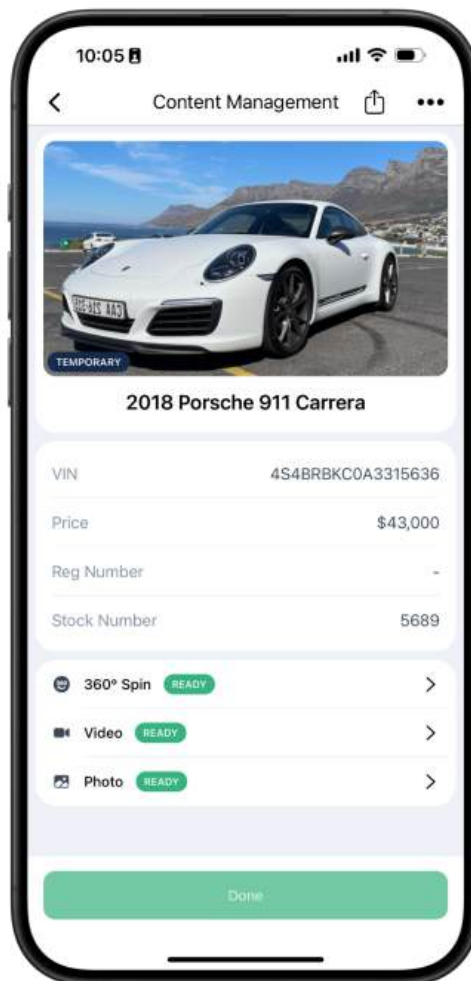 10:05
Content Management
TEMPORARY
2018 Porsche 911 Carrera
VIN 4S4BRBKC0A3315636
Price $43,000
Reg Number -
Stock Number 5689
360° Spin READY
Video READY
Photo READY
Done